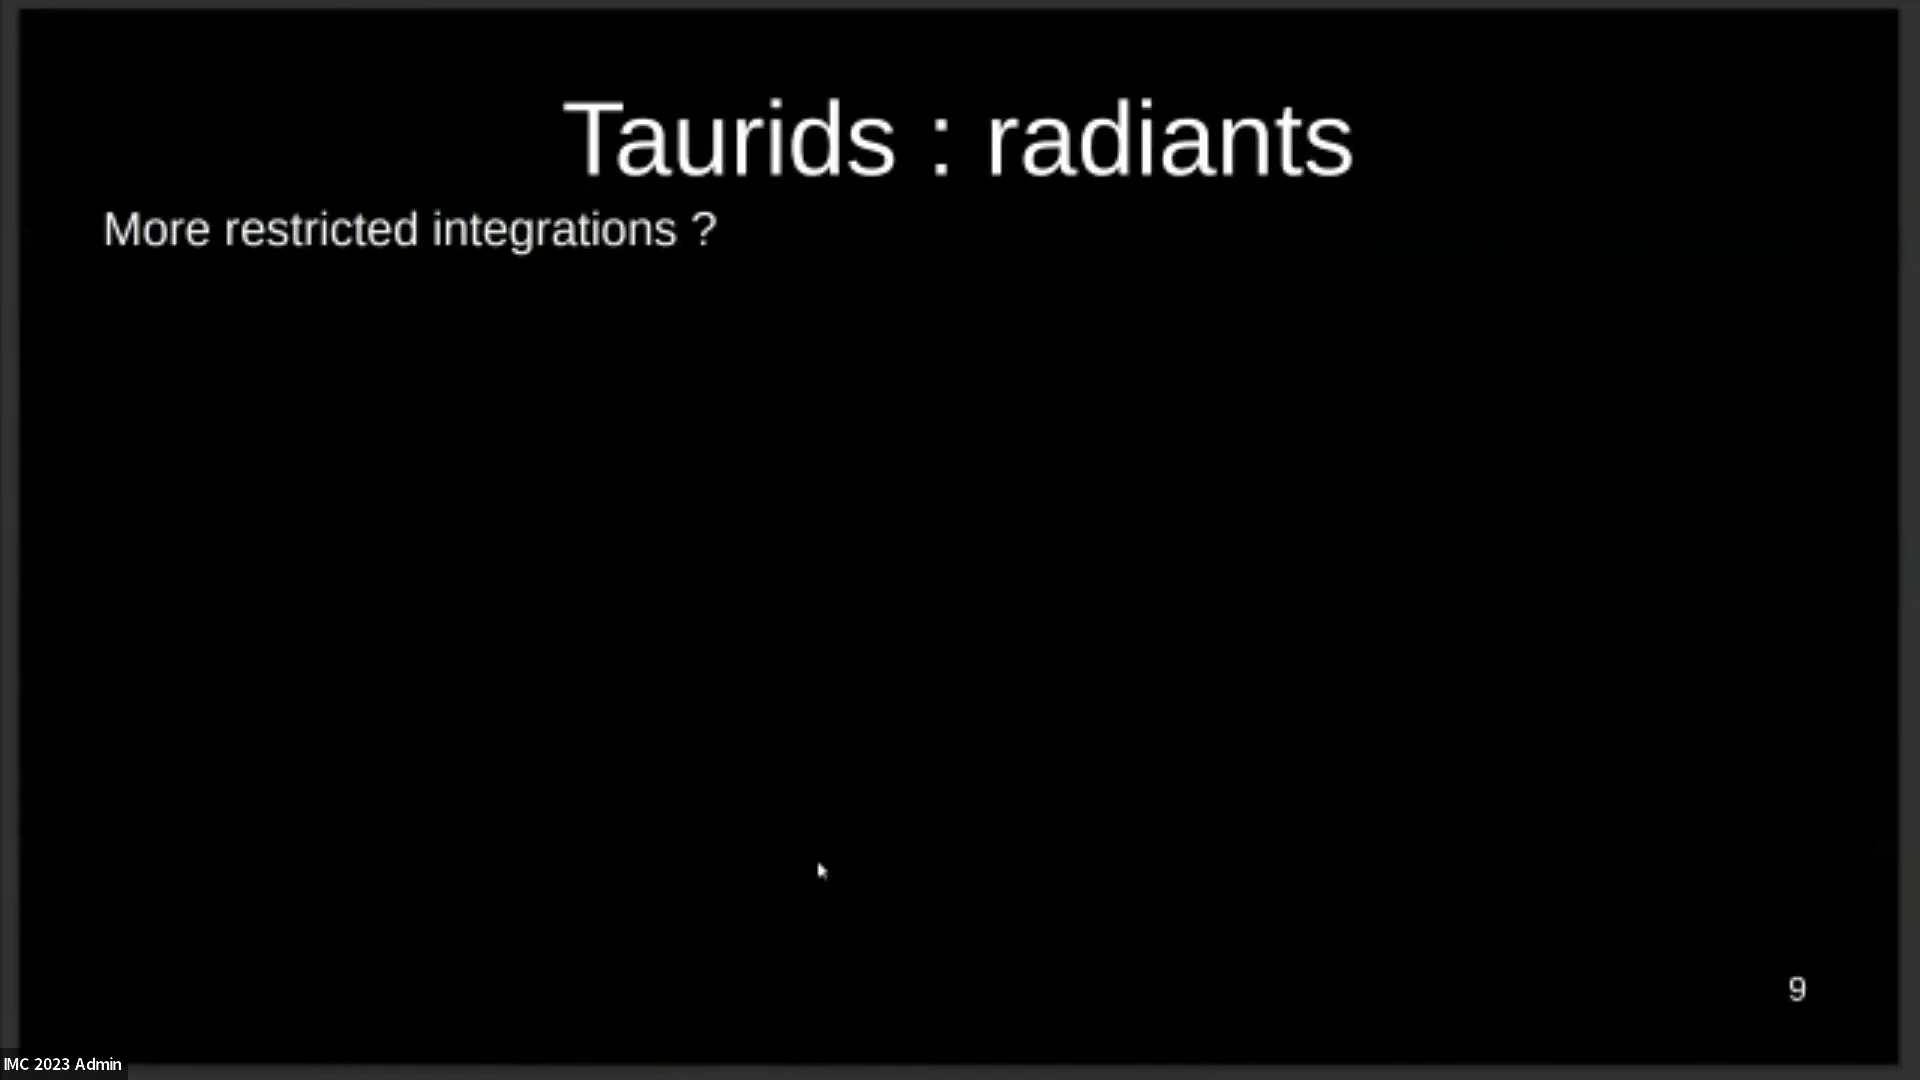 Taurids : radiants
More restricted integrations ?
9
IMC 2023 Admin